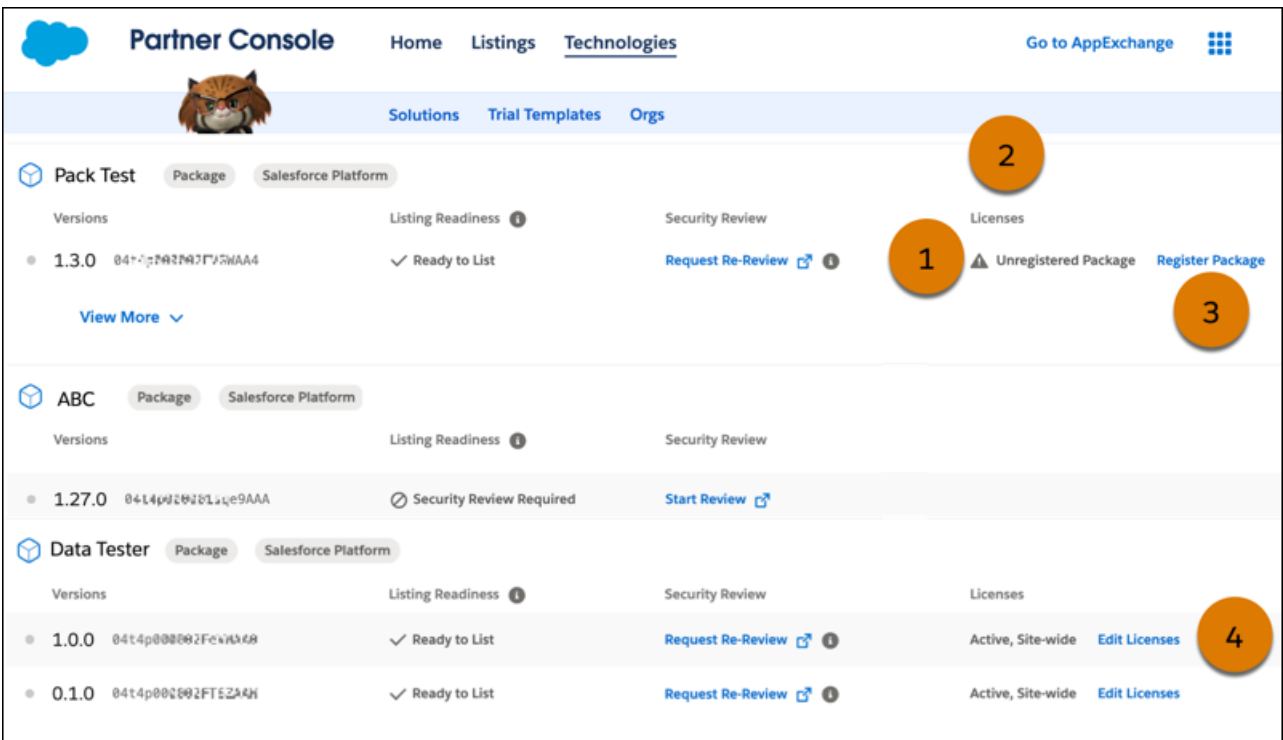 Partner Console Home Listings Technologies Go to AppExchange
Solutions Trial Templates Orgs
2
Pack Test Package Salesforce Platform
Versions Listing Readiness Security Review Licenses
1.3.0 Ready to List Request Re-Review 1 Unregistered Package Register Package
View More 3
ABC Package Salesforce Platform
Versions Listing Readiness Security Review
1.27.0 Security Review Required Start Review
Data Tester Package Salesforce Platform
Versions Listing Readiness Security Review Licenses
1.0.0 Ready to List Request Re-Review Active, Site-wide Edit Licenses 4
0.1.0 Ready to List Request Re-Review Active, Site-wide Edit Licenses